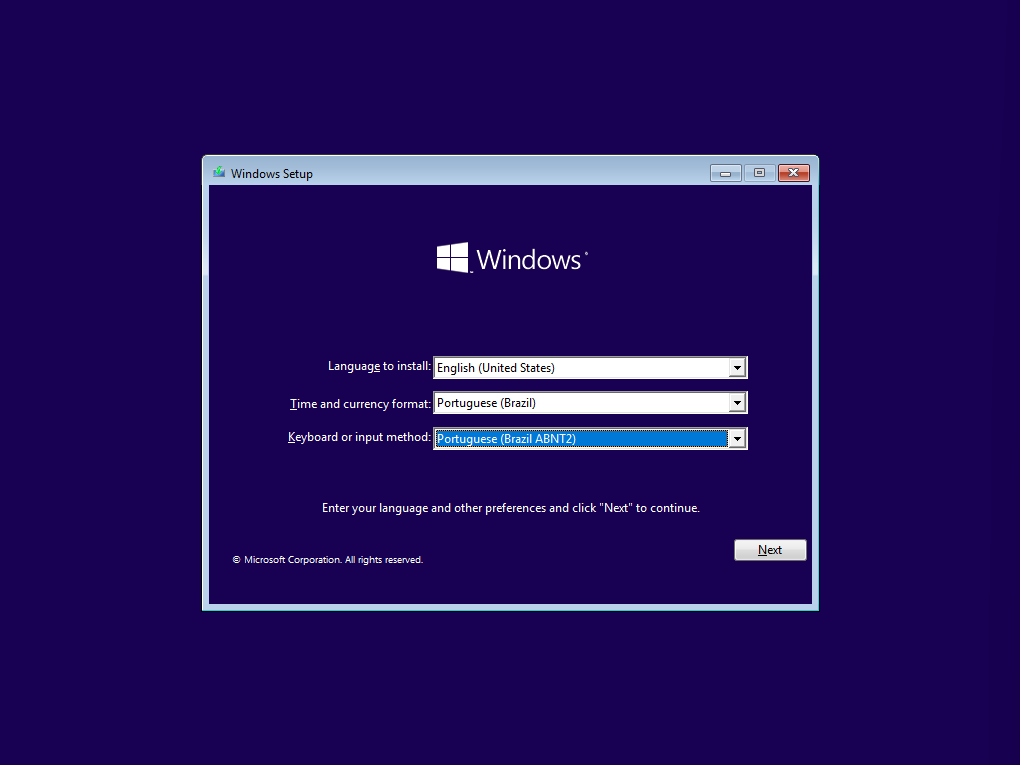 Windows Setup
Windows
Language to install: English (United States)
Time and currency format: Portuguese (Brazil)
Keyboard or input method: Portuguese (Brazil ABNT2)
Enter your language and other preferences and click "Next" to continue.
Next
© Microsoft Corporation. All rights reserved.